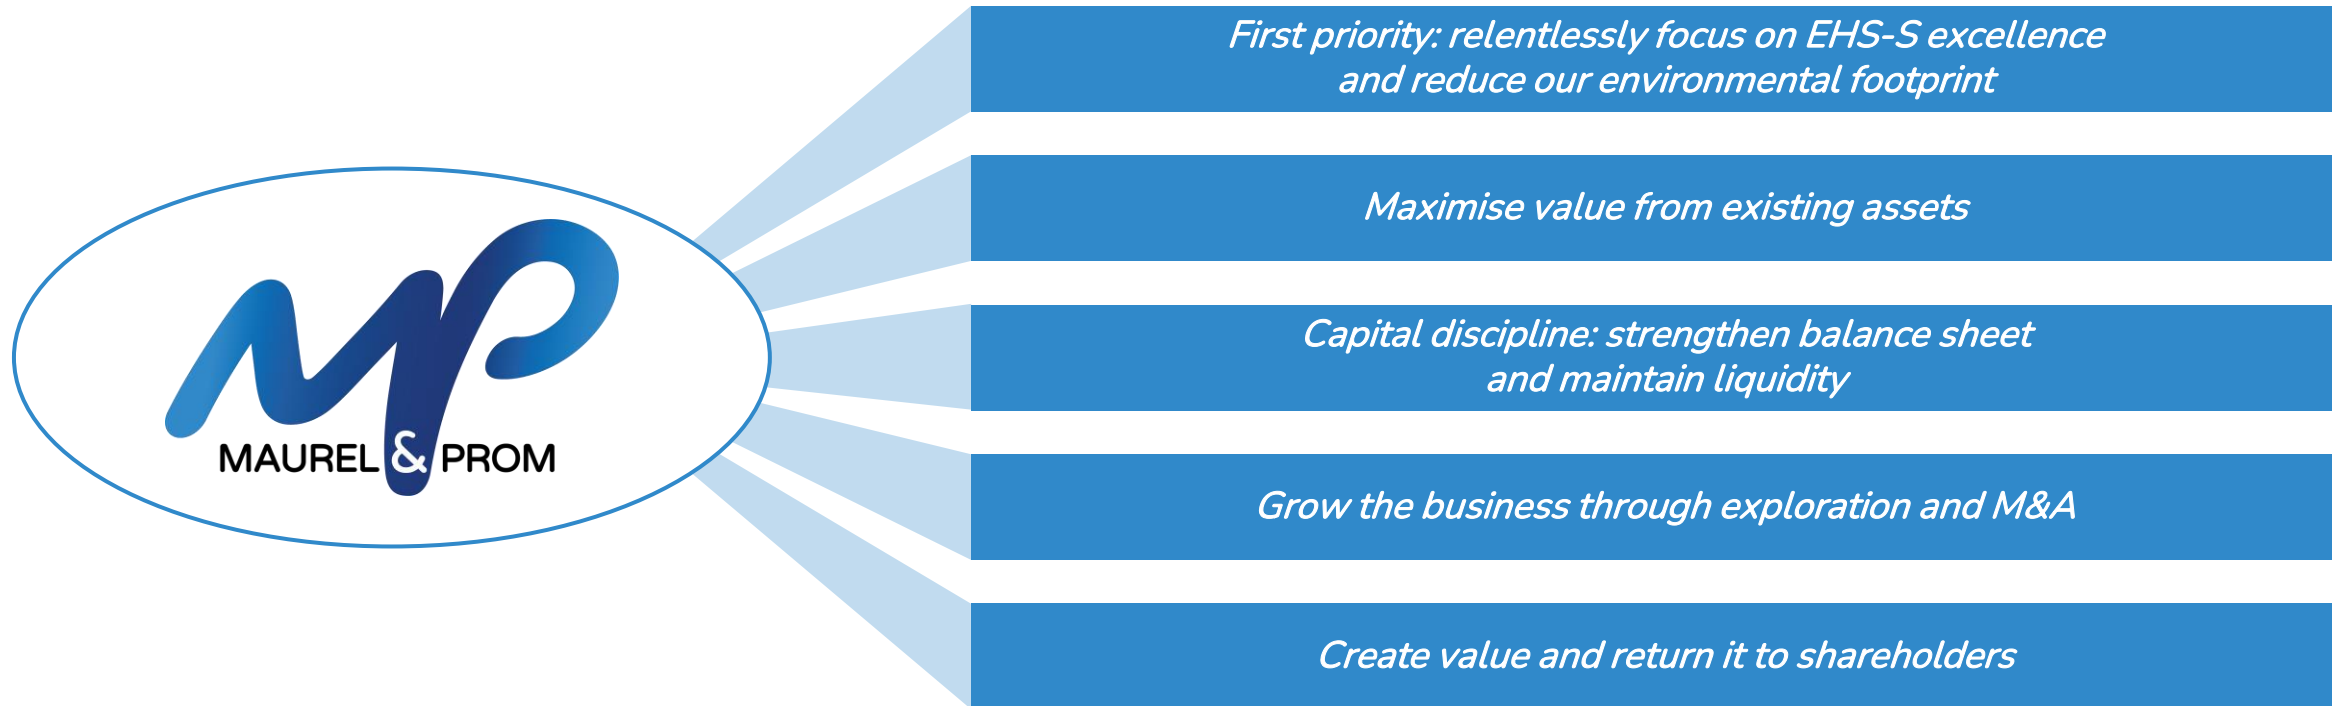 MP
MAUREL & PROM
First priority: relentlessly focus on EHS-S excellence
and reduce our environmental footprint
Maximise value from existing assets
Capital discipline: strengthen balance sheet
and maintain liquidity
Grow the business through exploration and M&A
Create value and return it to shareholders